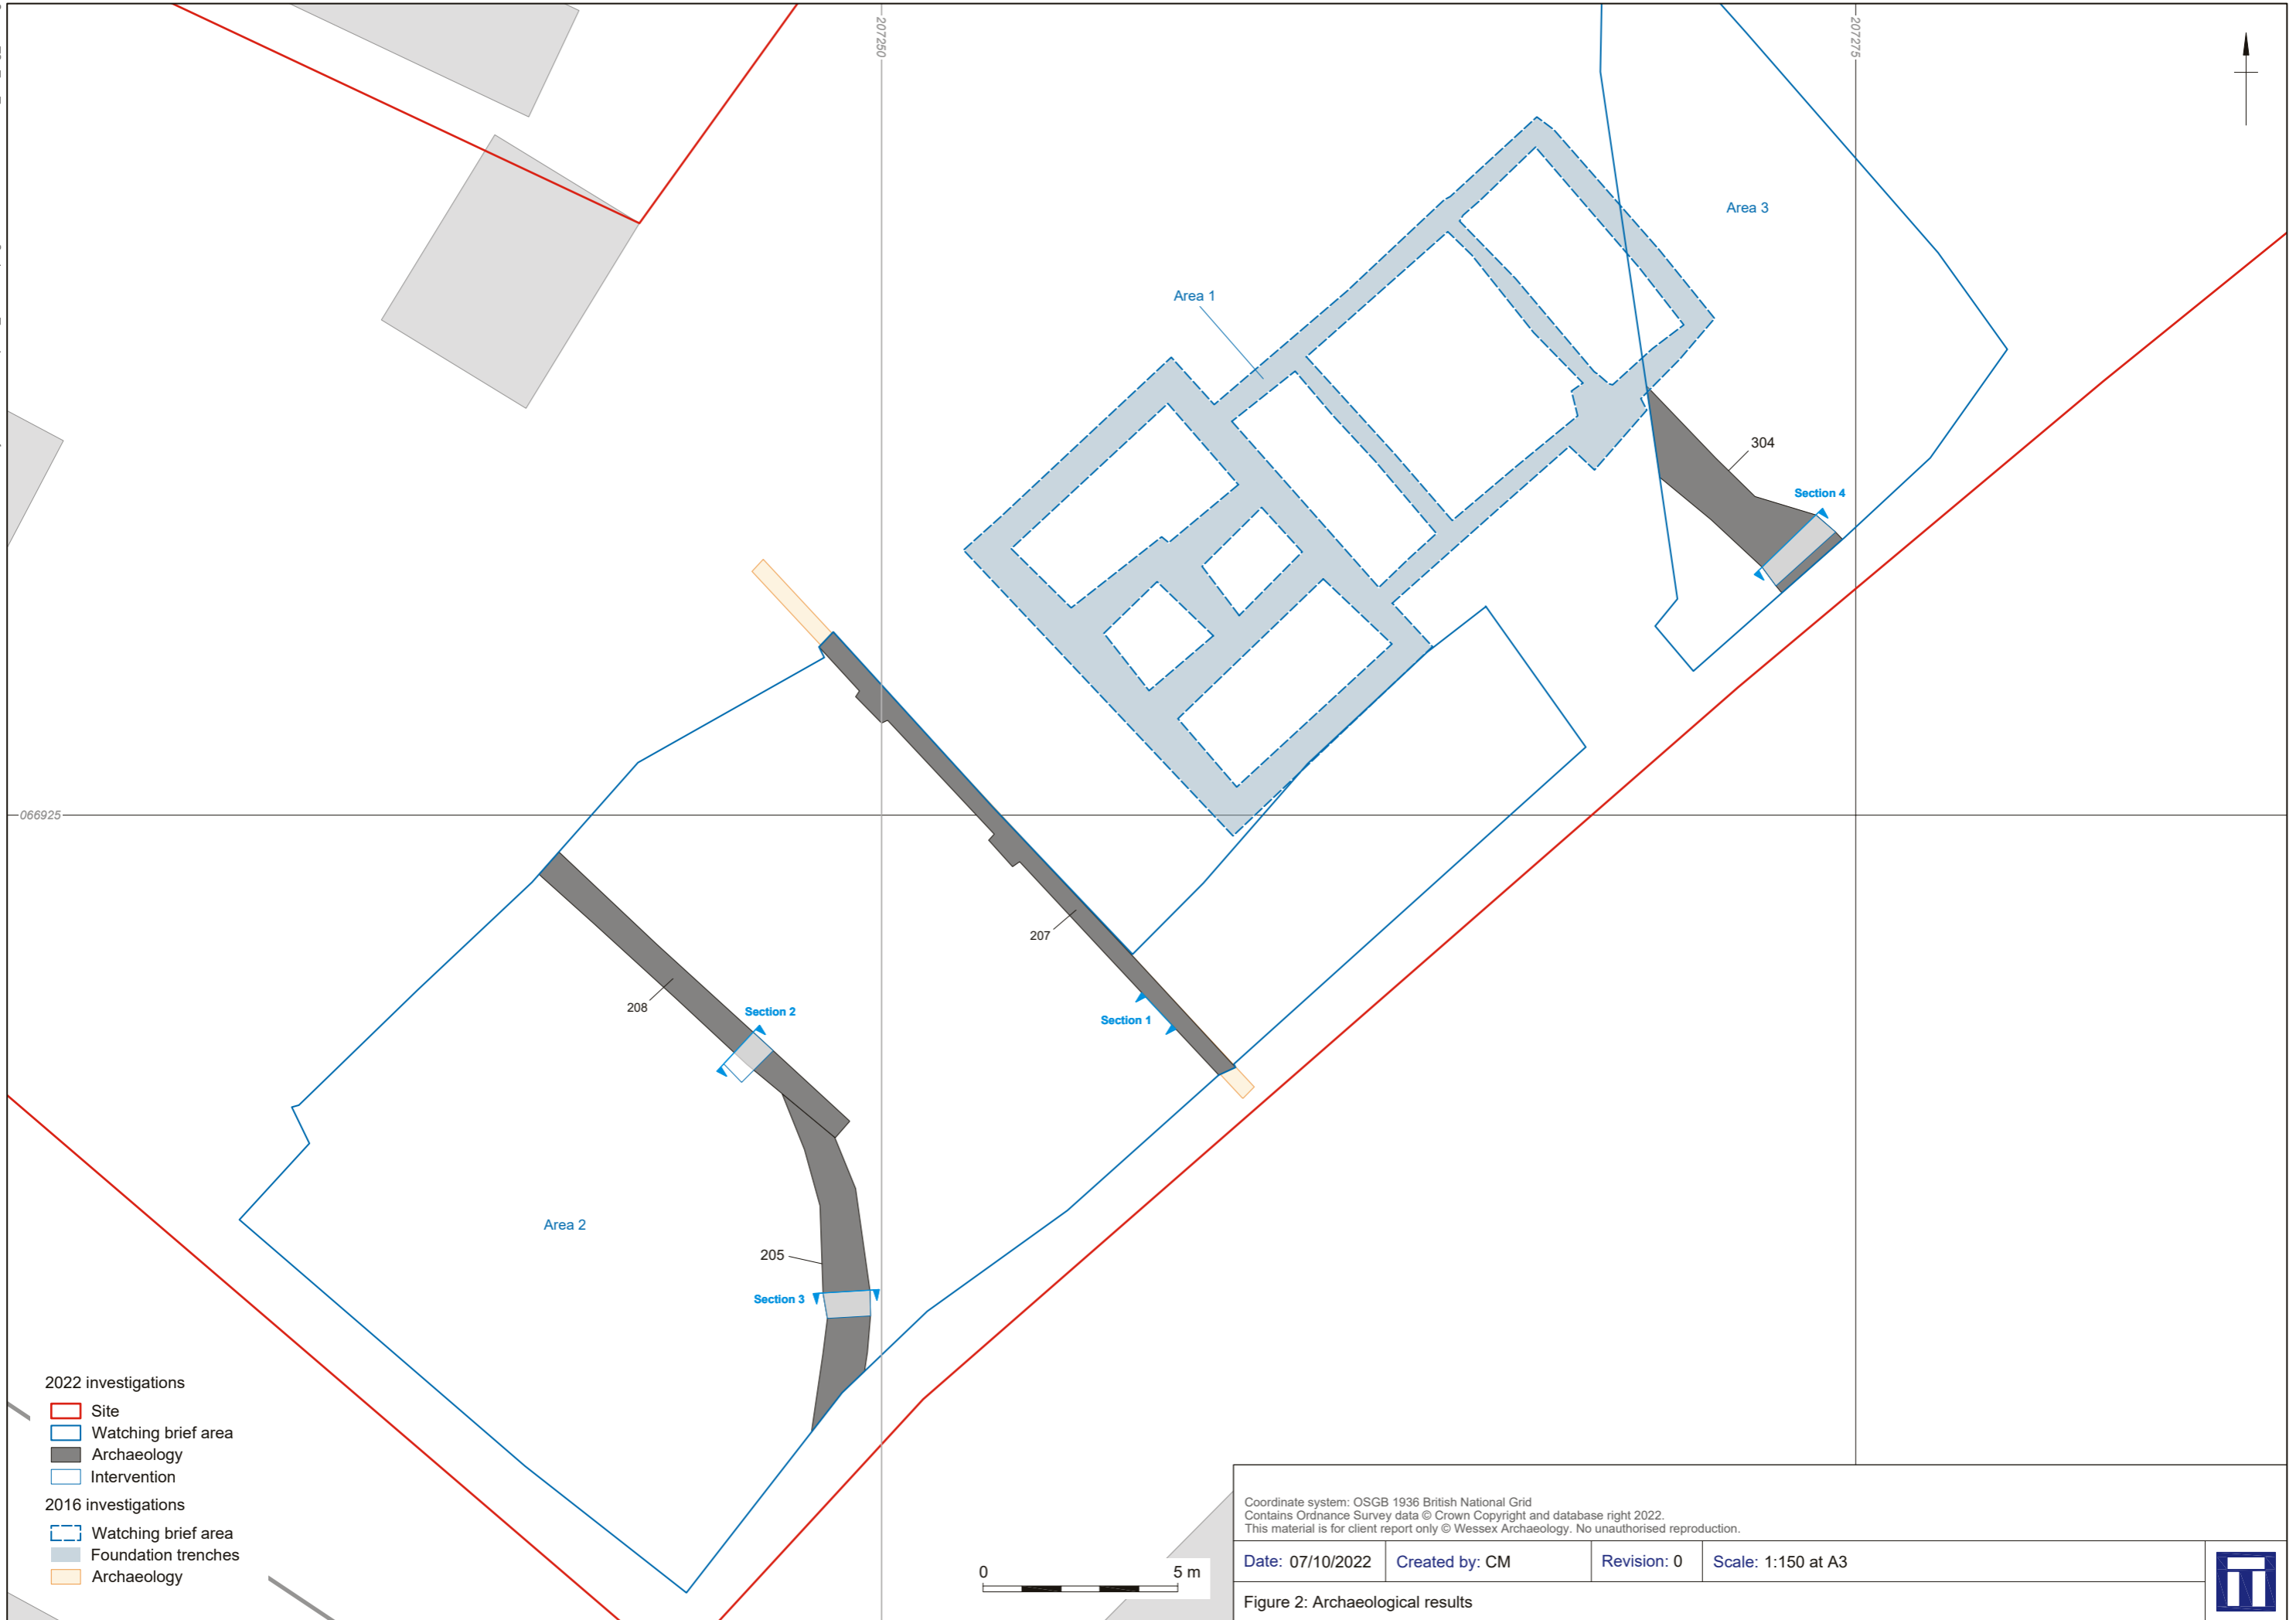 207250
207275
Area 3
Area 1
304
Section 4
066925
207
208
Section 2
Section 1
Area 2
205
Section 3
2022 investigations
Site
Watching brief area
Archaeology
Intervention
2016 investigations
Watching brief area
Foundation trenches
Archaeology
0 5 m
Coordinate system: OSGB 1936 British National Grid
Contains Ordnance Survey data © Crown Copyright and database right 2022.
This material is for client report only © Wessex Archaeology. No unauthorised reproduction.
Date: 07/10/2022 Created by: CM Revision: 0 Scale: 1:150 at A3
Figure 2: Archaeological results